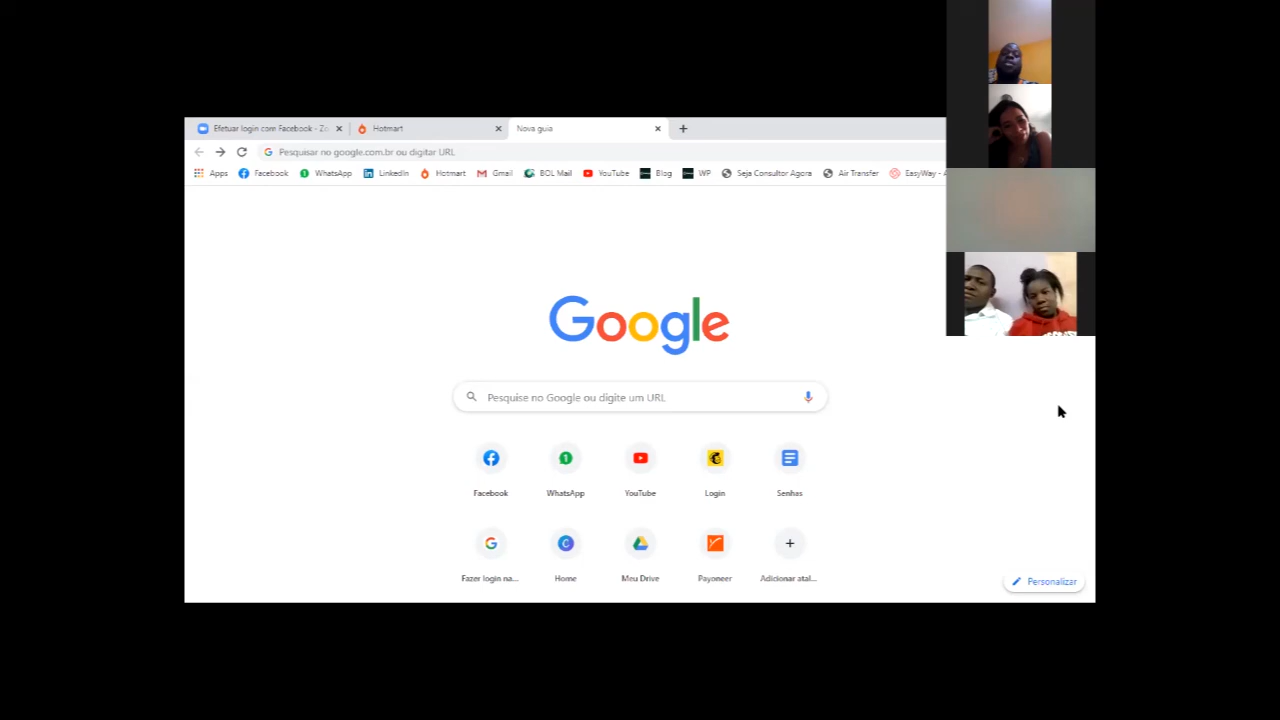 Efetuar login com Facebook - Zo
Hotmart
Nova guia
Pesquisar no google.com.br ou digitar URL
Apps
Facebook
WhatsApp
LinkedIn
Hotmart
Gmail
BOL Mail
YouTube
Blog
WP
Seja Consultor Agora
Air Transfer
EasyWay - A
Google
Pesquise no Google ou digite um URL
Facebook
WhatsApp
YouTube
Login
Senhas
Fazer login na...
Home
Meu Drive
Payoneer
Adicionar atal...
Personalizar